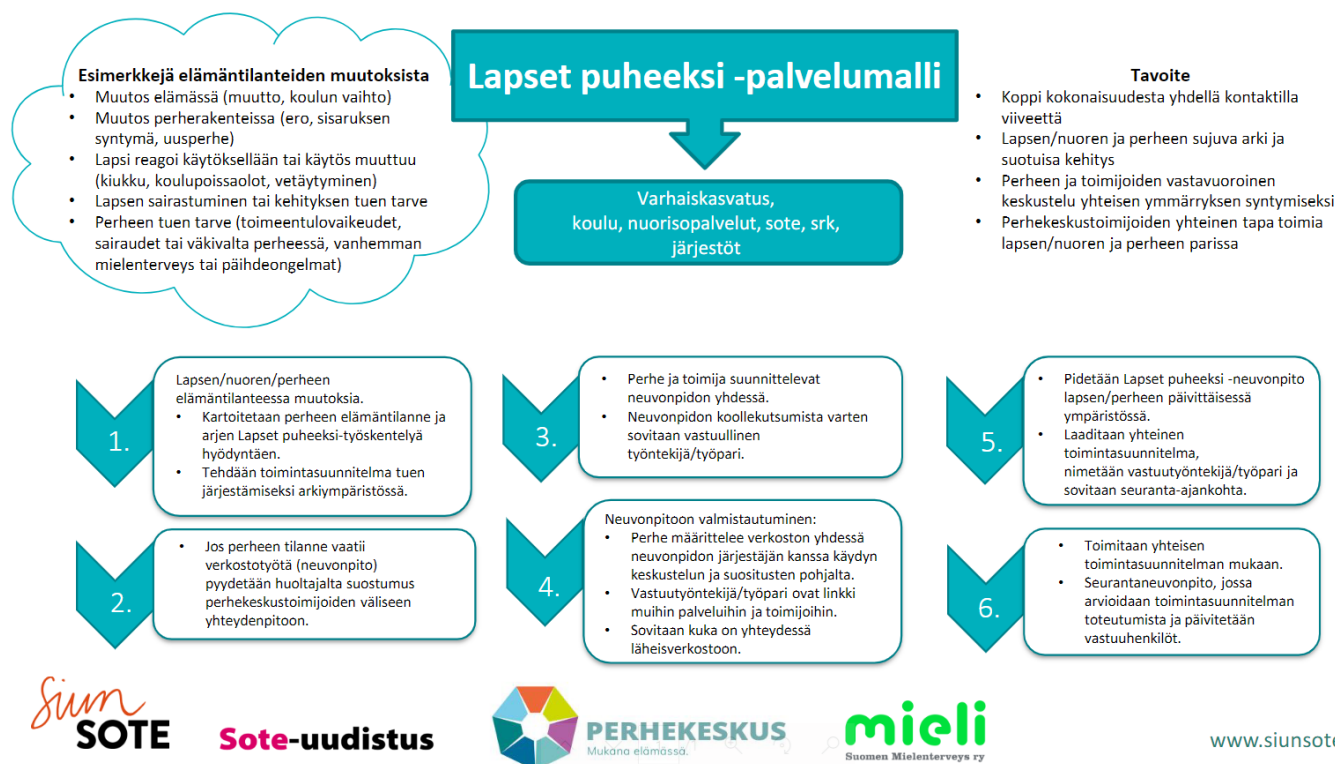 Esimerkkejä elämäntilanteiden muutoksista
• Muutos elämässä (muutto, koulun vaihto)
• Muutos perherakenteissa (ero, sisaruksen
syntymä, uusperhe)
• Lapsi reagoi käytöksellään tai käytös muuttuu
(kiukku, koulupoissaolot, vetäytyminen)
• Lapsen sairastuminen tai kehityksen tuen tarve
• Perheen tuen tarve (toimeentulovaikeudet,
sairaudet tai väkivalta perheessä, vanhemman
mielenterveys tai päihdeongelmat)
Lapset puheeksi -palvelumalli
Varhaiskasvatus,
koulu, nuorisopalvelut, sote, srk,
järjestöt
Tavoite
• Koppi kokonaisuudesta yhdellä kontaktilla
viiveettä
• Lapsen/nuoren ja perheen sujuva arki ja
suotuisa kehitys
• Perheen ja toimijoiden vastavuoroinen
keskustelu yhteisen ymmärryksen syntymiseksi
• Perhekeskustoimijoiden yhteinen tapa toimia
lapsen/nuoren ja perheen parissa
1.
Lapsen/nuoren/perheen
elämäntilanteessa muutoksia.
• Kartoitetaan perheen elämäntilanne ja
arjen Lapset puheeksi-työskentelyä
hyödyntäen.
• Tehdään toimintasuunnitelma tuen
järjestämiseksi arkiympäristössä.
2.
• Jos perheen tilanne vaatii
verkostotyötä (neuvonpito)
pyydetään huoltajalta suostumus
perhekeskustoimijoiden väliseen
yhteydenpitoon.
3.
• Perhe ja toimija suunnittelevat
neuvonpidon yhdessä.
• Neuvonpidon koollekutsumista varten
sovitaan vastuullinen
työntekijä/työpari.
4.
Neuvonpitoon valmistautuminen:
• Perhe määrittelee verkoston yhdessä
neuvonpidon järjestäjän kanssa käydyn
keskustelun ja suositusten pohjalta.
• Vastuutyöntekijä/työpari ovat linkki
muihin palveluihin ja toimijoihin.
• Sovitaan kuka on yhteydessä
läheisverkostoon.
5.
• Pidetään Lapset puheeksi -neuvonpito
lapsen/perheen päivittäisessä
ympäristössä.
• Laaditaan yhteinen
toimintasuunnitelma,
nimetään vastuutyöntekijä/työpari ja
sovitaan seuranta-ajankohta.
6.
• Toimitaan yhteisen
toimintasuunnitelman mukaan.
• Seurantaneuvonpito, jossa
arvioidaan toimintasuunnitelman
toteutumista ja päivitetään
vastuuhenkilöt.
Siun
SOTE
Sote-uudistus
PERHEKESKUS
Mukana elämässä.
mieli
Suomen Mielenterveys ry
www.siunsote